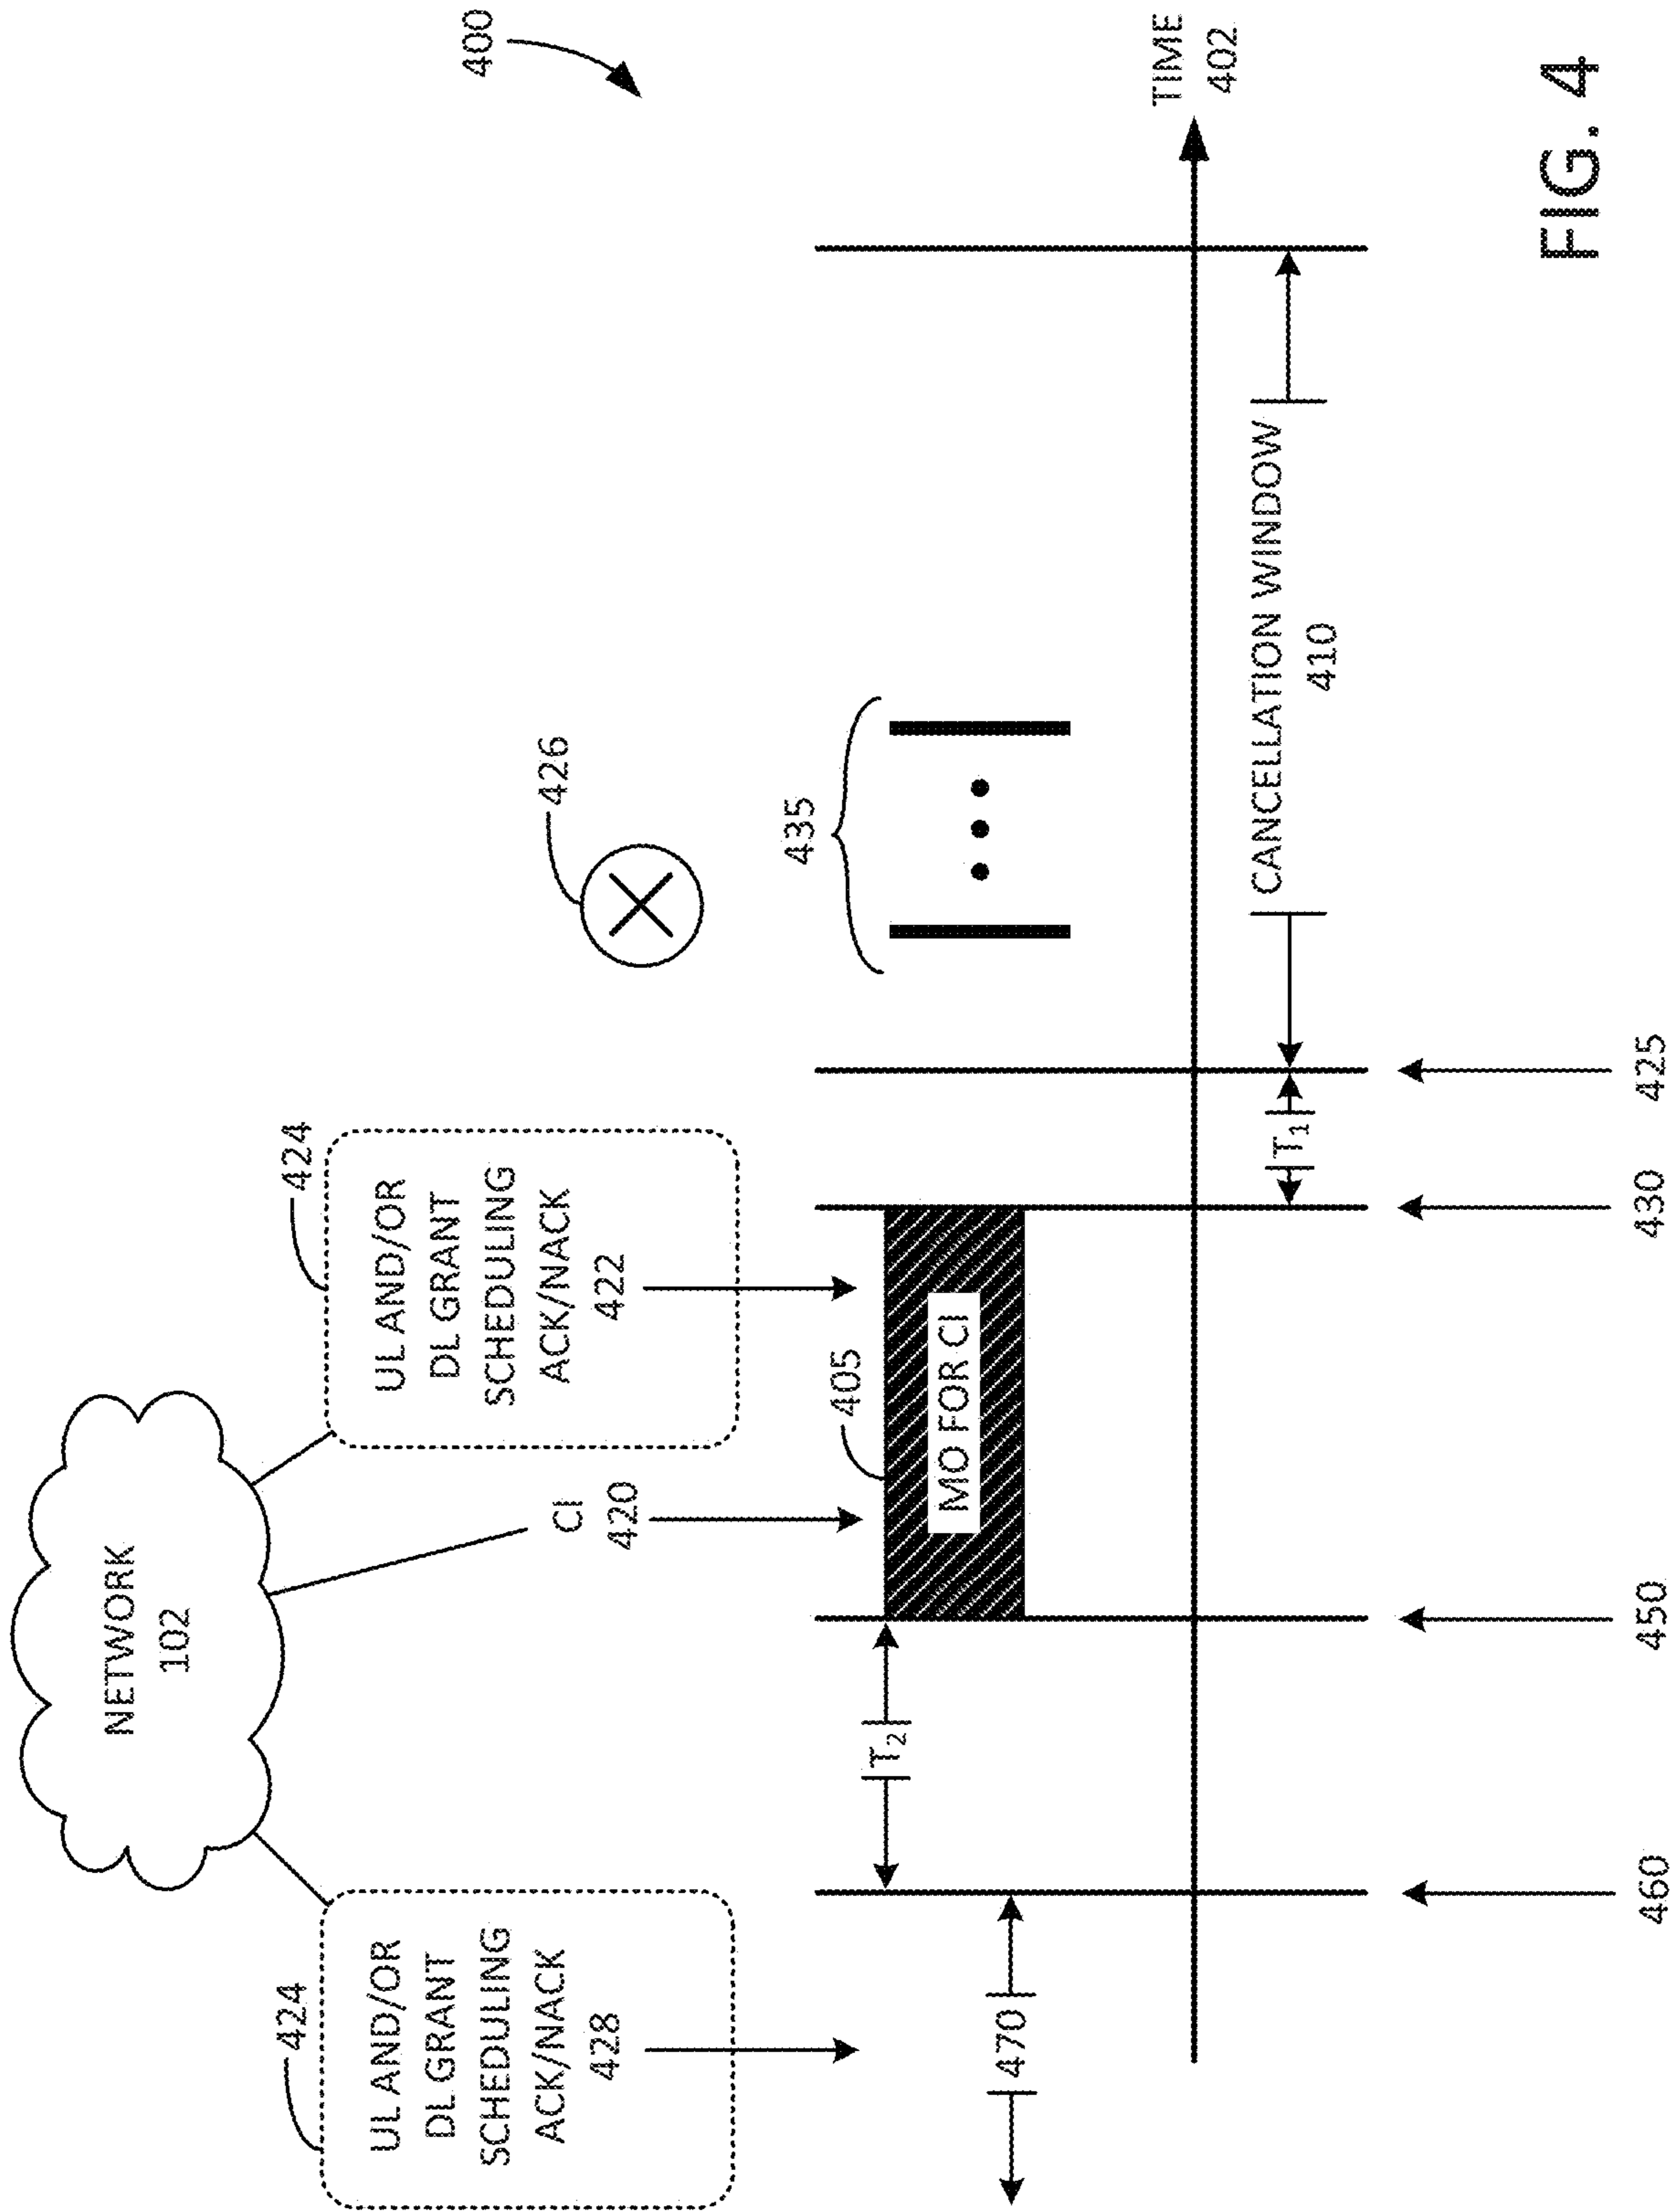 400
NETWORK
102
424
UL AND/OR
DL GRANT
SCHEDULING
ACK/NACK
428
CI
420
424
UL AND/OR
DL GRANT
SCHEDULING
ACK/NACK
422
426
435
405
MO FOR CI
T2
470
TIME
402
T1
CANCELLATION WINDOW
410
460
450
430
425
FIG. 4